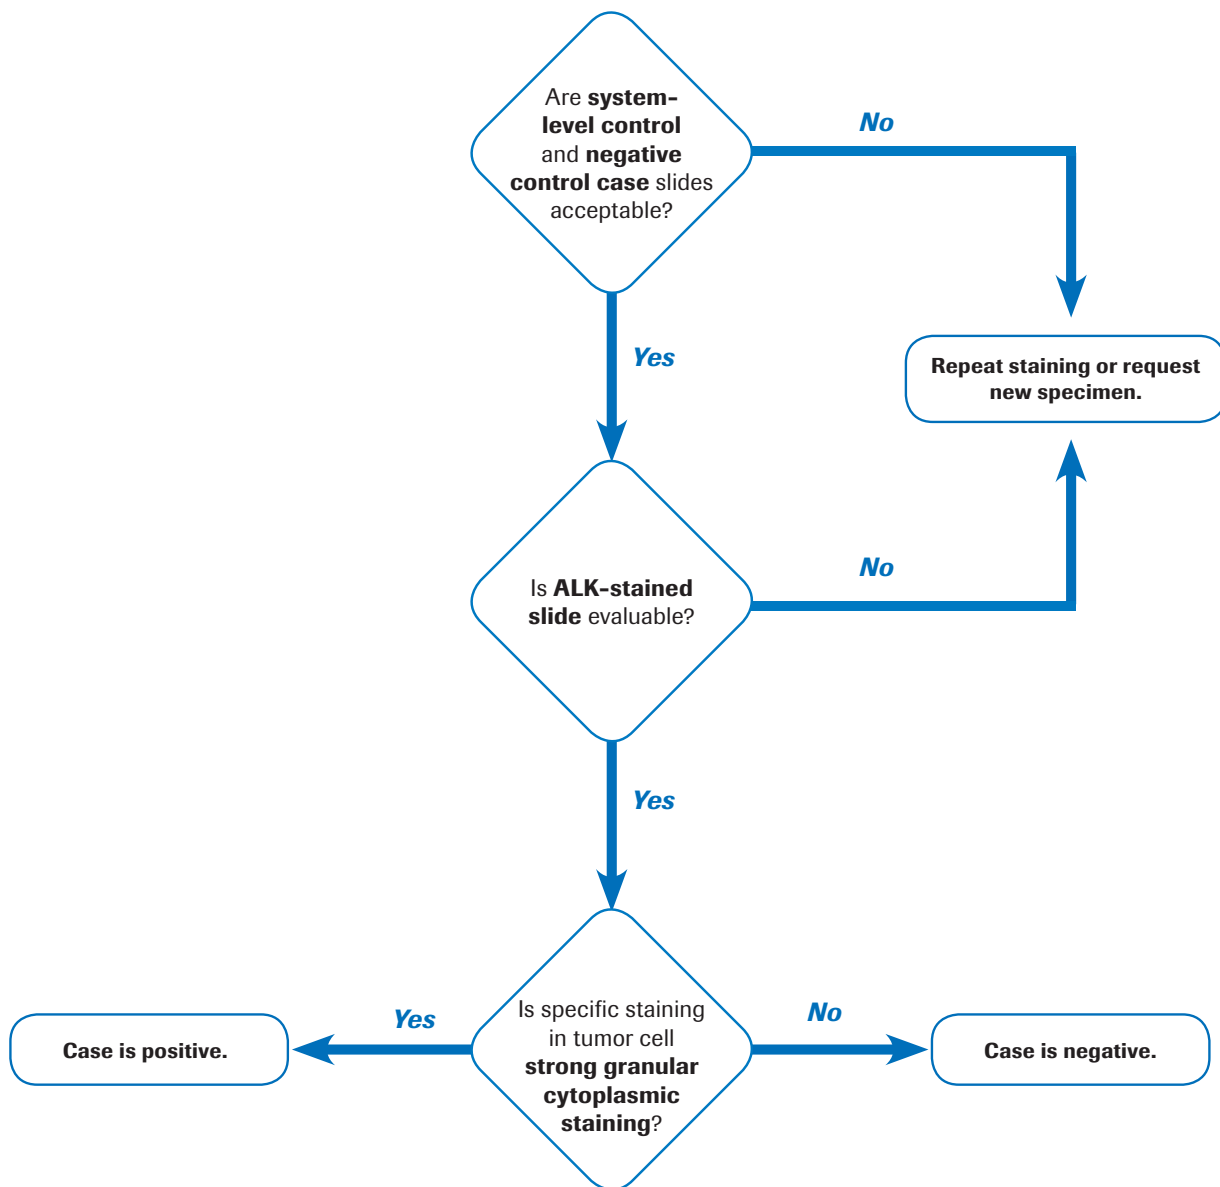 Are system-
level control
and negative
control case slides
acceptable?
No
Yes
Repeat staining or request
new specimen.
Is ALK-stained
slide evaluable?
No
Yes
Is specific staining
in tumor cell
strong granular
cytoplasmic
staining?
Yes
Case is positive.
No
Case is negative.